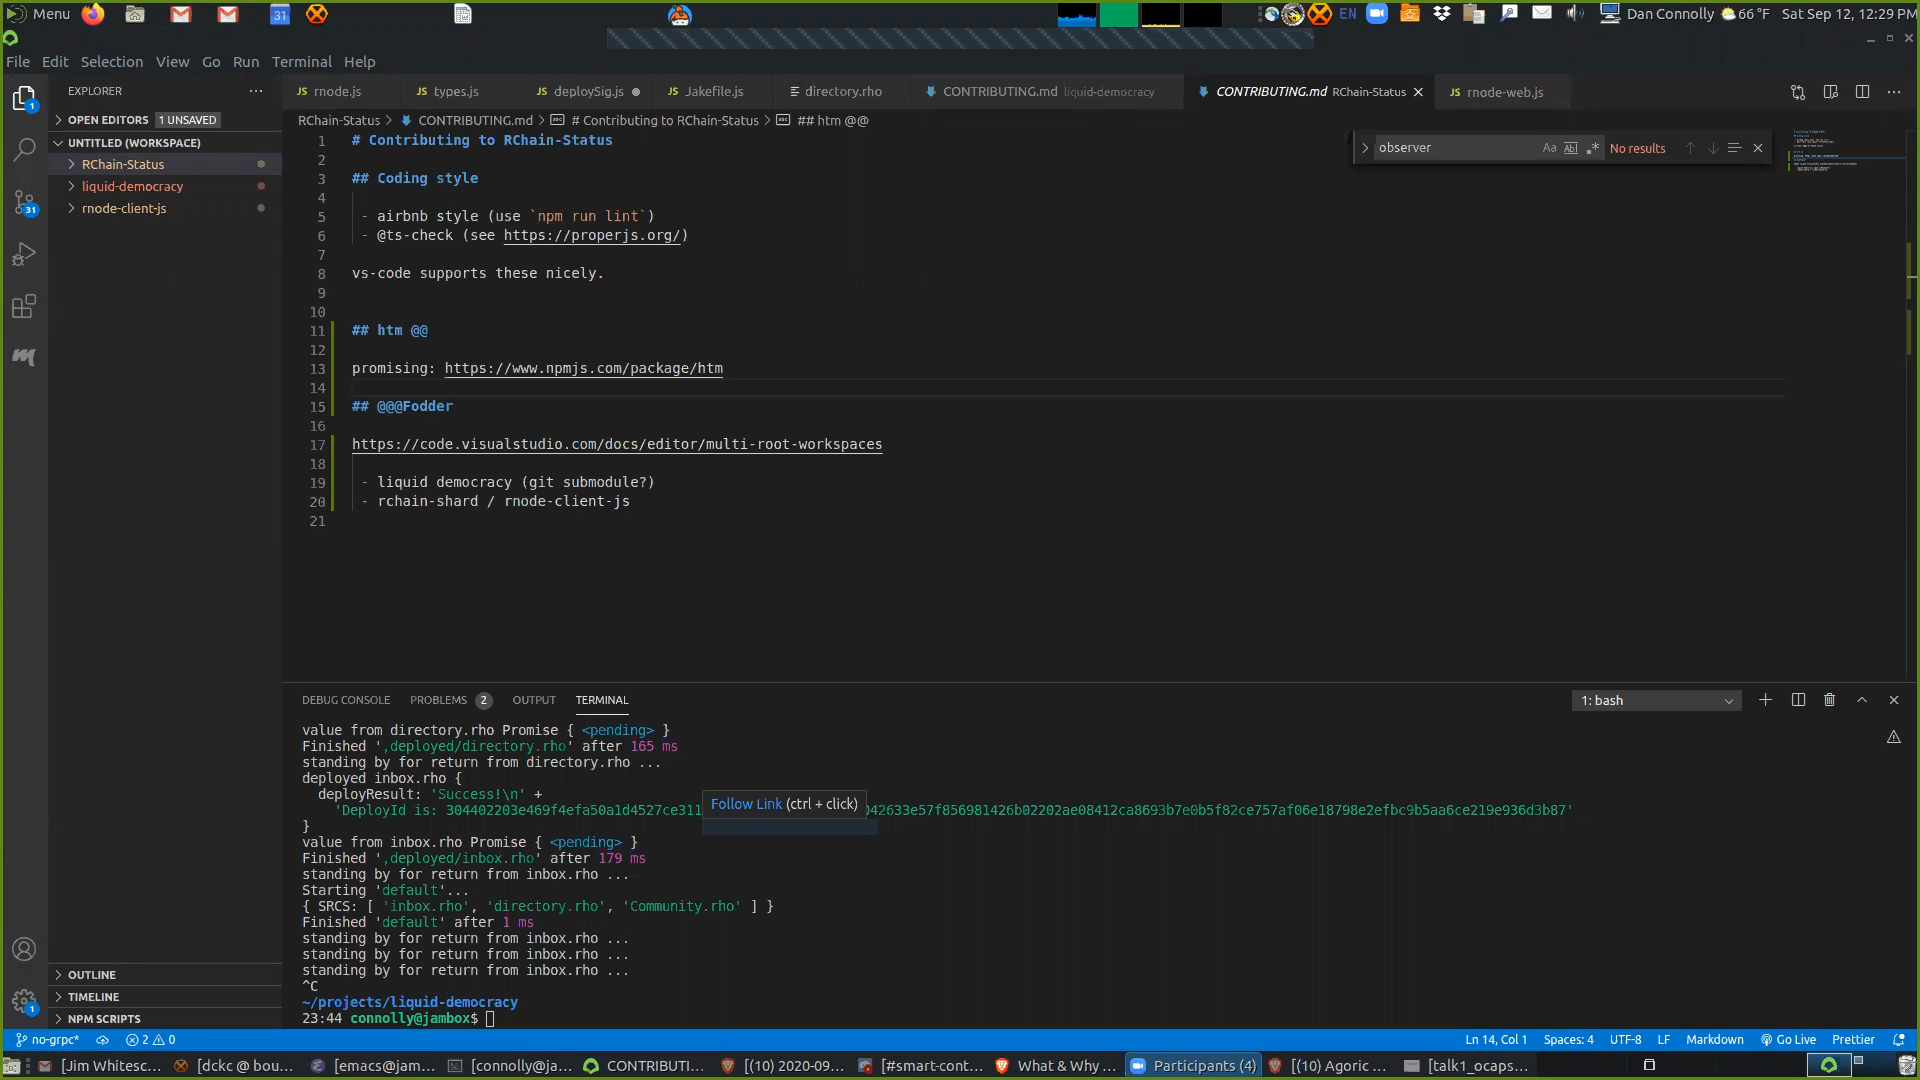 Menu
31
EN
Dan Connolly
66 °F
Sat Sep 12, 12:29 PM
File Edit Selection View Go Run Terminal Help
EXPLORER
rnode.js
types.js
deploySig.js
Jakefile.js
directory.rho
CONTRIBUTING.md liquid-democracy
CONTRIBUTING.md RChain-Status
rnode-web.js
OPEN EDITORS 1 UNSAVED
RChain-Status > CONTRIBUTING.md > # Contributing to RChain-Status > ## htm @@
UNTITLED (WORKSPACE)
RChain-Status
liquid-democracy
rnode-client-js
observer
Aa
No results
1 # Contributing to RChain-Status
2
3 ## Coding style
4
5 - airbnb style (use `npm run lint`)
6 - @ts-check (see https://properjs.org/)
7
8 vs-code supports these nicely.
9
10
11 ## htm @@
12
13 promising: https://www.npmjs.com/package/htm
14
15 ## @@@Fodder
16
17 https://code.visualstudio.com/docs/editor/multi-root-workspaces
18
19 - liquid democracy (git submodule?)
20 - rchain-shard / rnode-client-js
21
1
31
DEBUG CONSOLE
PROBLEMS 2
OUTPUT
TERMINAL
1: bash
value from directory.rho Promise { <pending> }
Finished ',deployed/directory.rho' after 165 ms
standing by for return from directory.rho ...
deployed inbox.rho {
deployResult: 'Success!\n' +
'DeployId is: 304402203e469f4efa50a1d4527ce311
Follow Link (ctrl + click)
042633e57f856981426b02202ae08412ca8693b7e0b5f82ce757af06e18798e2efbc9b5aa6ce219e936d3b87'
}
value from inbox.rho Promise { <pending> }
Finished ',deployed/inbox.rho' after 179 ms
standing by for return from inbox.rho ...
Starting 'default'...
{ SRCS: [ 'inbox.rho', 'directory.rho', 'Community.rho' ] }
Finished 'default' after 1 ms
standing by for return from inbox.rho ...
standing by for return from inbox.rho ...
standing by for return from inbox.rho ...
^C
~/projects/liquid-democracy
23:44 connolly@jambox$
OUTLINE
TIMELINE
NPM SCRIPTS
1
no-grpc*
2 0
Ln 14, Col 1
Spaces: 4
UTF-8
LF
Markdown
Go Live
Prettier
[Jim Whitesc...
[dckc @ bou...
[emacs@jam...
[connolly@ja...
CONTRIBUTI...
[(10) 2020-09...
[#smart-cont...
What & Why ...
Participants (4)
[(10) Agoric ...
[talk1_ocaps...